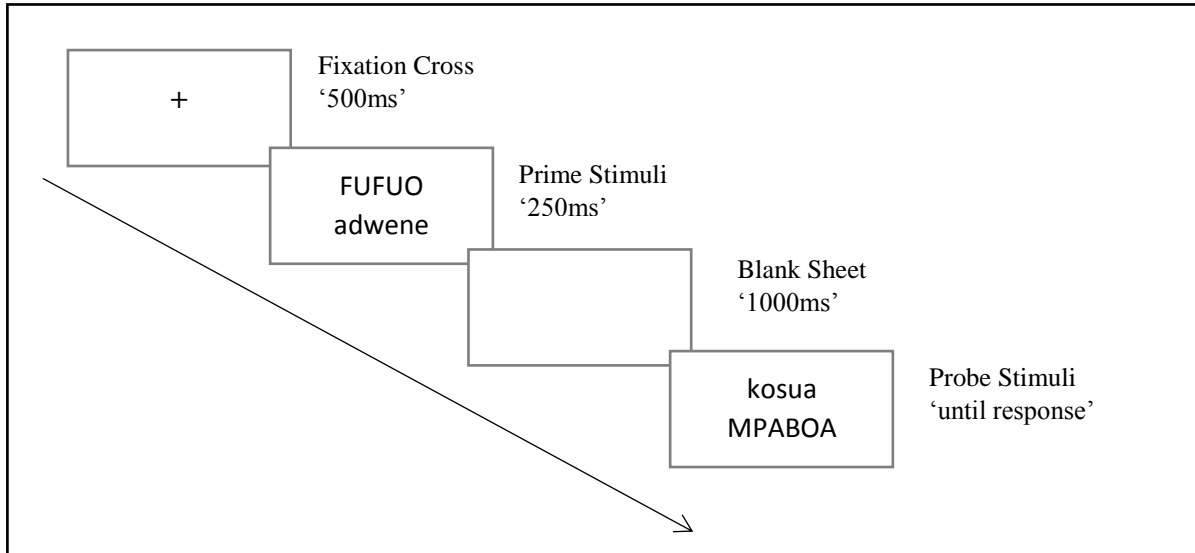 +
Fixation Cross
‘500ms’
FUFUO
adwene
Prime Stimuli
‘250ms’
Blank Sheet
‘1000ms’
kosua
MPABOA
Probe Stimuli
‘until response’